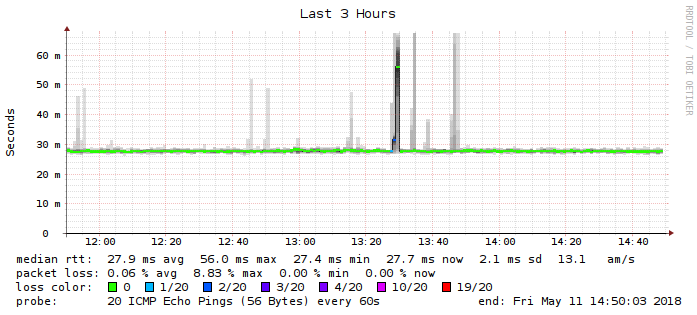 Last 3 Hours
RRDTOOL / TOBI OETIKER
Seconds
60 m
50 m
40 m
30 m
20 m
10 m
0
12:00 12:20 12:40 13:00 13:20 13:40 14:00 14:20 14:40
median rtt: 27.9 ms avg 56.0 ms max 27.4 ms min 27.7 ms now 2.1 ms sd 13.1 am/s
packet loss: 0.06 % avg 8.83 % max 0.00 % min 0.00 % now
loss color: 0 1/20 2/20 3/20 4/20 10/20 19/20
probe: 20 ICMP Echo Pings (56 Bytes) every 60s end: Fri May 11 14:50:03 2018